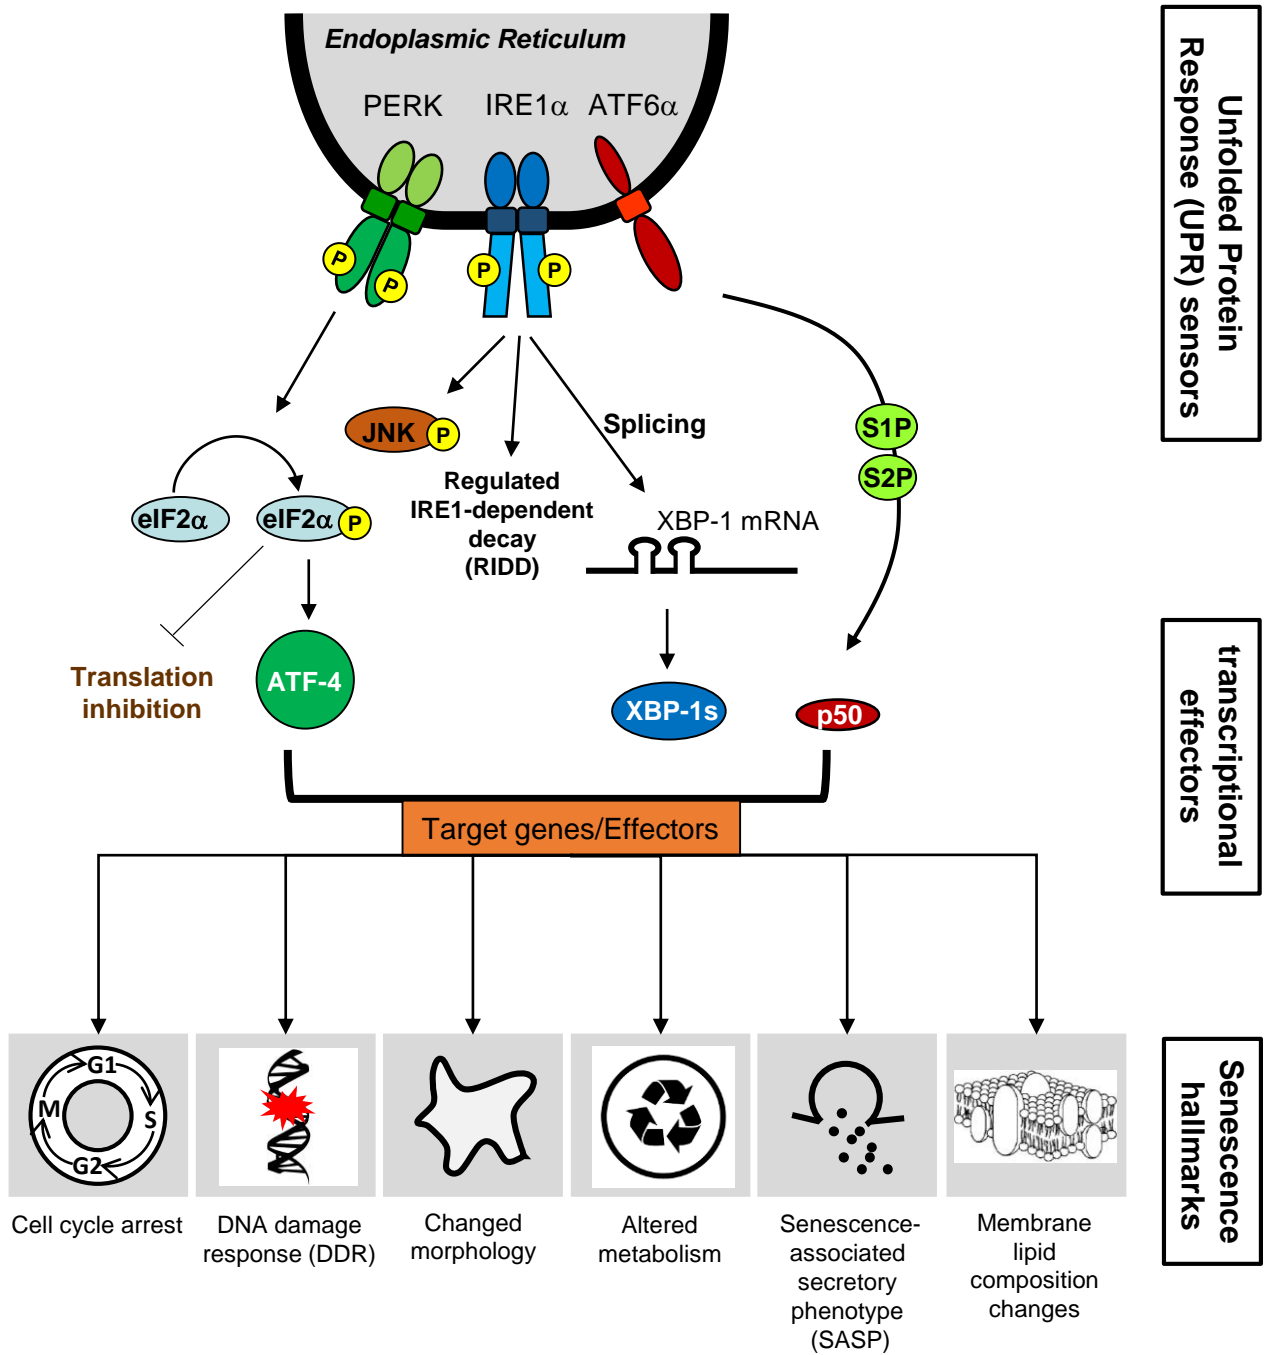 Endoplasmic Reticulum
PERK
IRE1α
ATF6α
P
P
P
P
Unfolded Protein
Response (UPR) sensors
JNK
P
Splicing
S1P
S2P
Regulated
IRE1-dependent
decay
(RIDD)
eIF2α
eIF2α
P
XBP-1 mRNA
Translation
inhibition
ATF-4
XBP-1s
p50
transcriptional
effectors
Target genes/Effectors
G1
S
G2
M
Senescence
hallmarks
Cell cycle arrest
DNA damage
response (DDR)
Changed
morphology
Altered
metabolism
Senescence-
associated
secretory
phenotype
(SASP)
Membrane
lipid
composition
changes